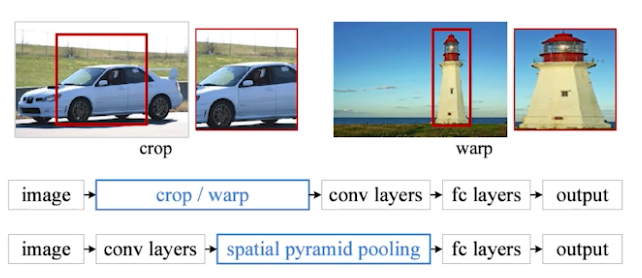 crop
warp
image crop / warp conv layers fc layers output
image conv layers spatial pyramid pooling fc layers output